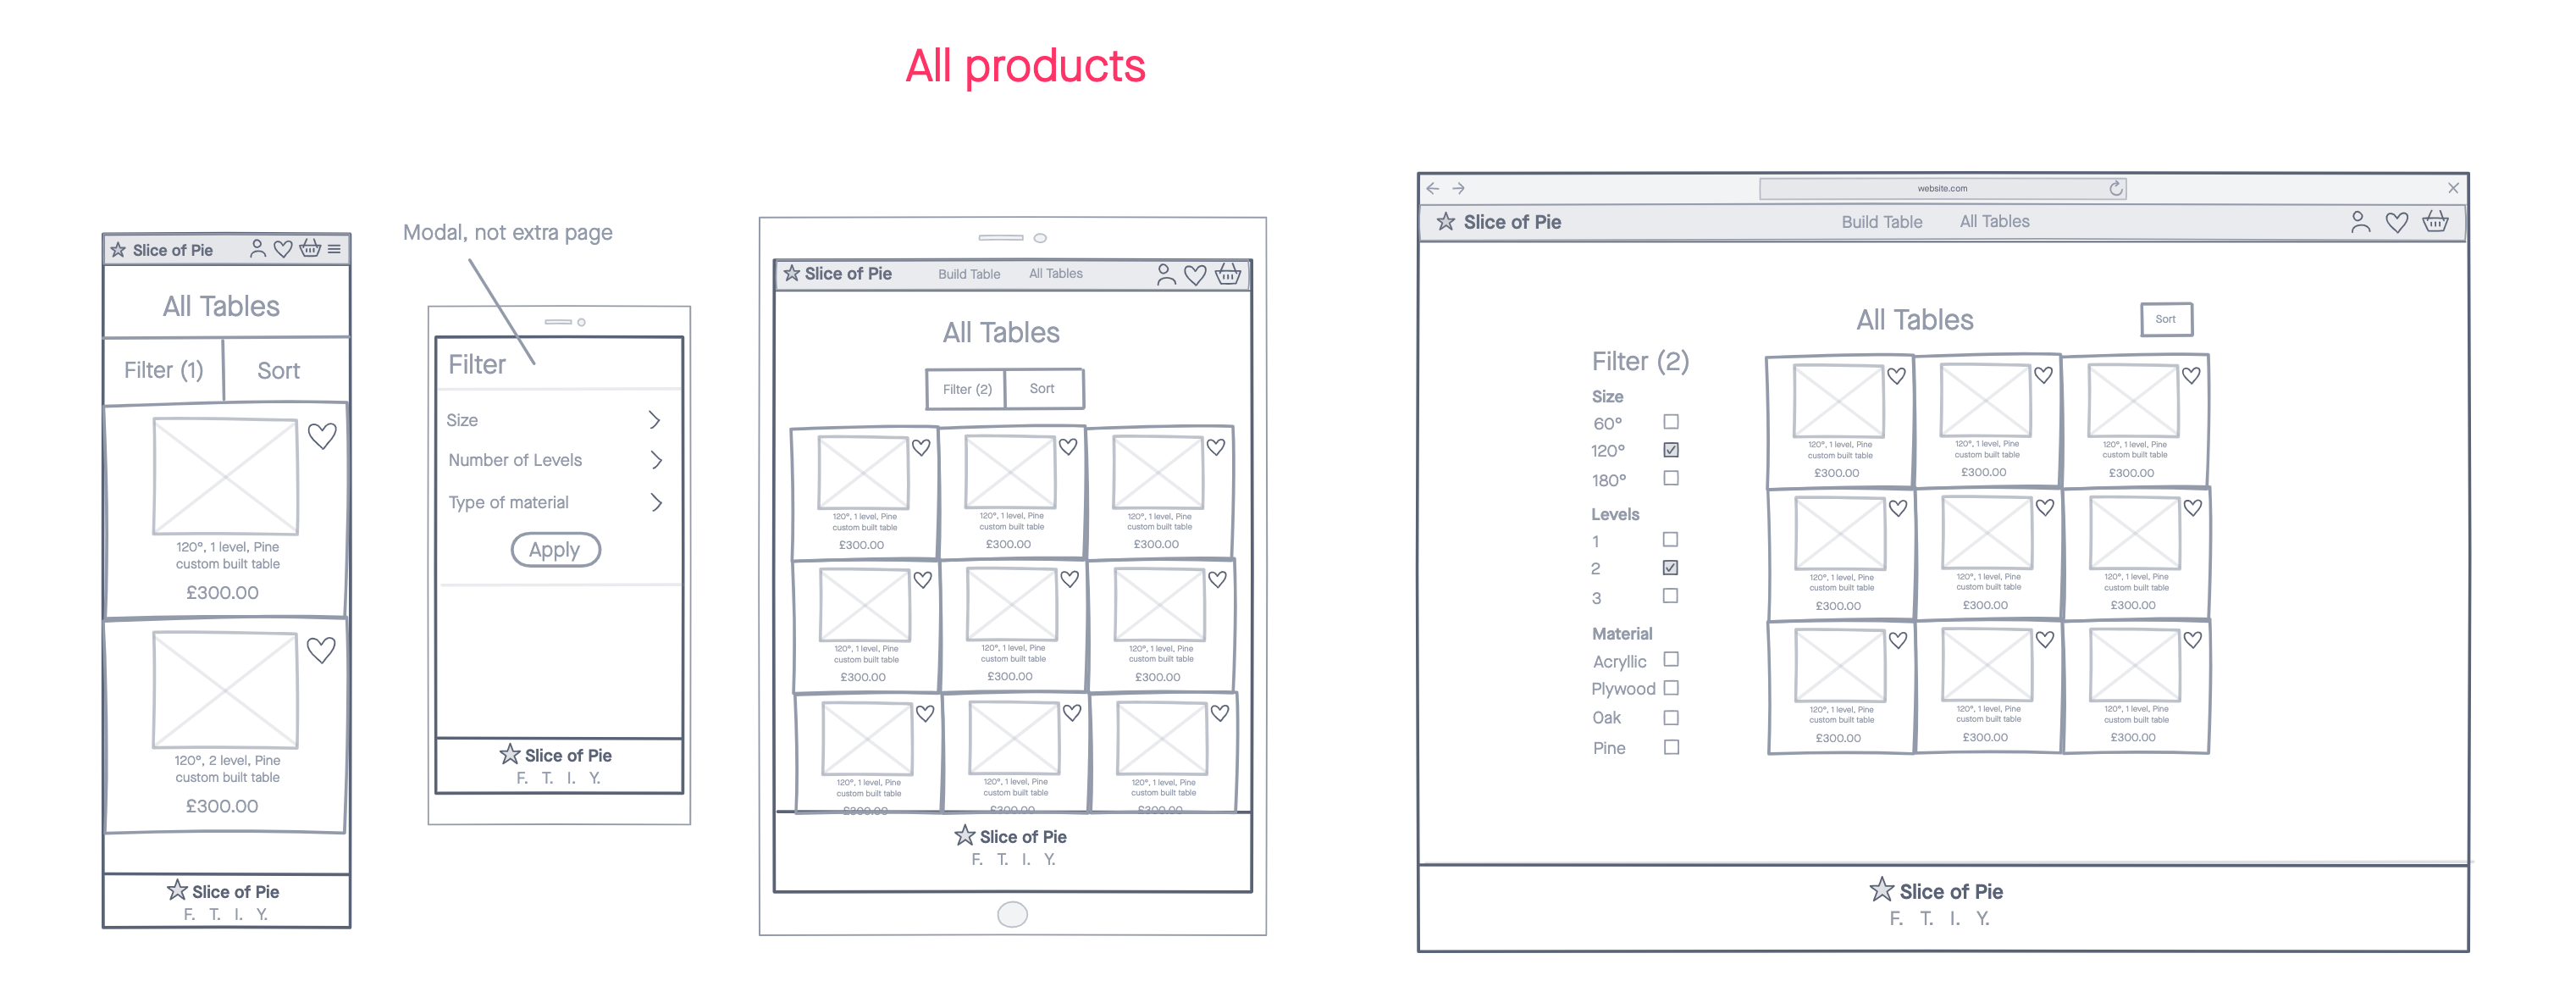 All products
Slice of Pie
All Tables
Filter (1) Sort
120°, 1 level, Pine
custom built table
£300.00
120°, 2 level, Pine
custom built table
£300.00
Slice of Pie
F. T. I. Y.
Modal, not extra page
Filter
Size
Number of Levels
Type of material
Apply
Slice of Pie
F. T. I. Y.
Slice of Pie Build Table All Tables
All Tables
Filter (2) Sort
120°, 1 level, Pine 120°, 1 level, Pine 120°, 1 level, Pine
custom built table custom built table custom built table
£300.00 £300.00 £300.00
120°, 1 level, Pine 120°, 1 level, Pine 120°, 1 level, Pine
custom built table custom built table custom built table
£300.00 £300.00 £300.00
120°, 1 level, Pine 120°, 1 level, Pine 120°, 1 level, Pine
custom built table custom built table custom built table
£300.00 £300.00 £300.00
Slice of Pie
F. T. I. Y.
website.com
Slice of Pie Build Table All Tables
All Tables Sort
Filter (2)
Size
60°
120°
180°
Levels
1
2
3
Material
Acryllic
Plywood
Oak
Pine
120°, 1 level, Pine 120°, 1 level, Pine 120°, 1 level, Pine
custom built table custom built table custom built table
£300.00 £300.00 £300.00
120°, 1 level, Pine 120°, 1 level, Pine 120°, 1 level, Pine
custom built table custom built table custom built table
£300.00 £300.00 £300.00
120°, 1 level, Pine 120°, 1 level, Pine 120°, 1 level, Pine
custom built table custom built table custom built table
£300.00 £300.00 £300.00
Slice of Pie
F. T. I. Y.